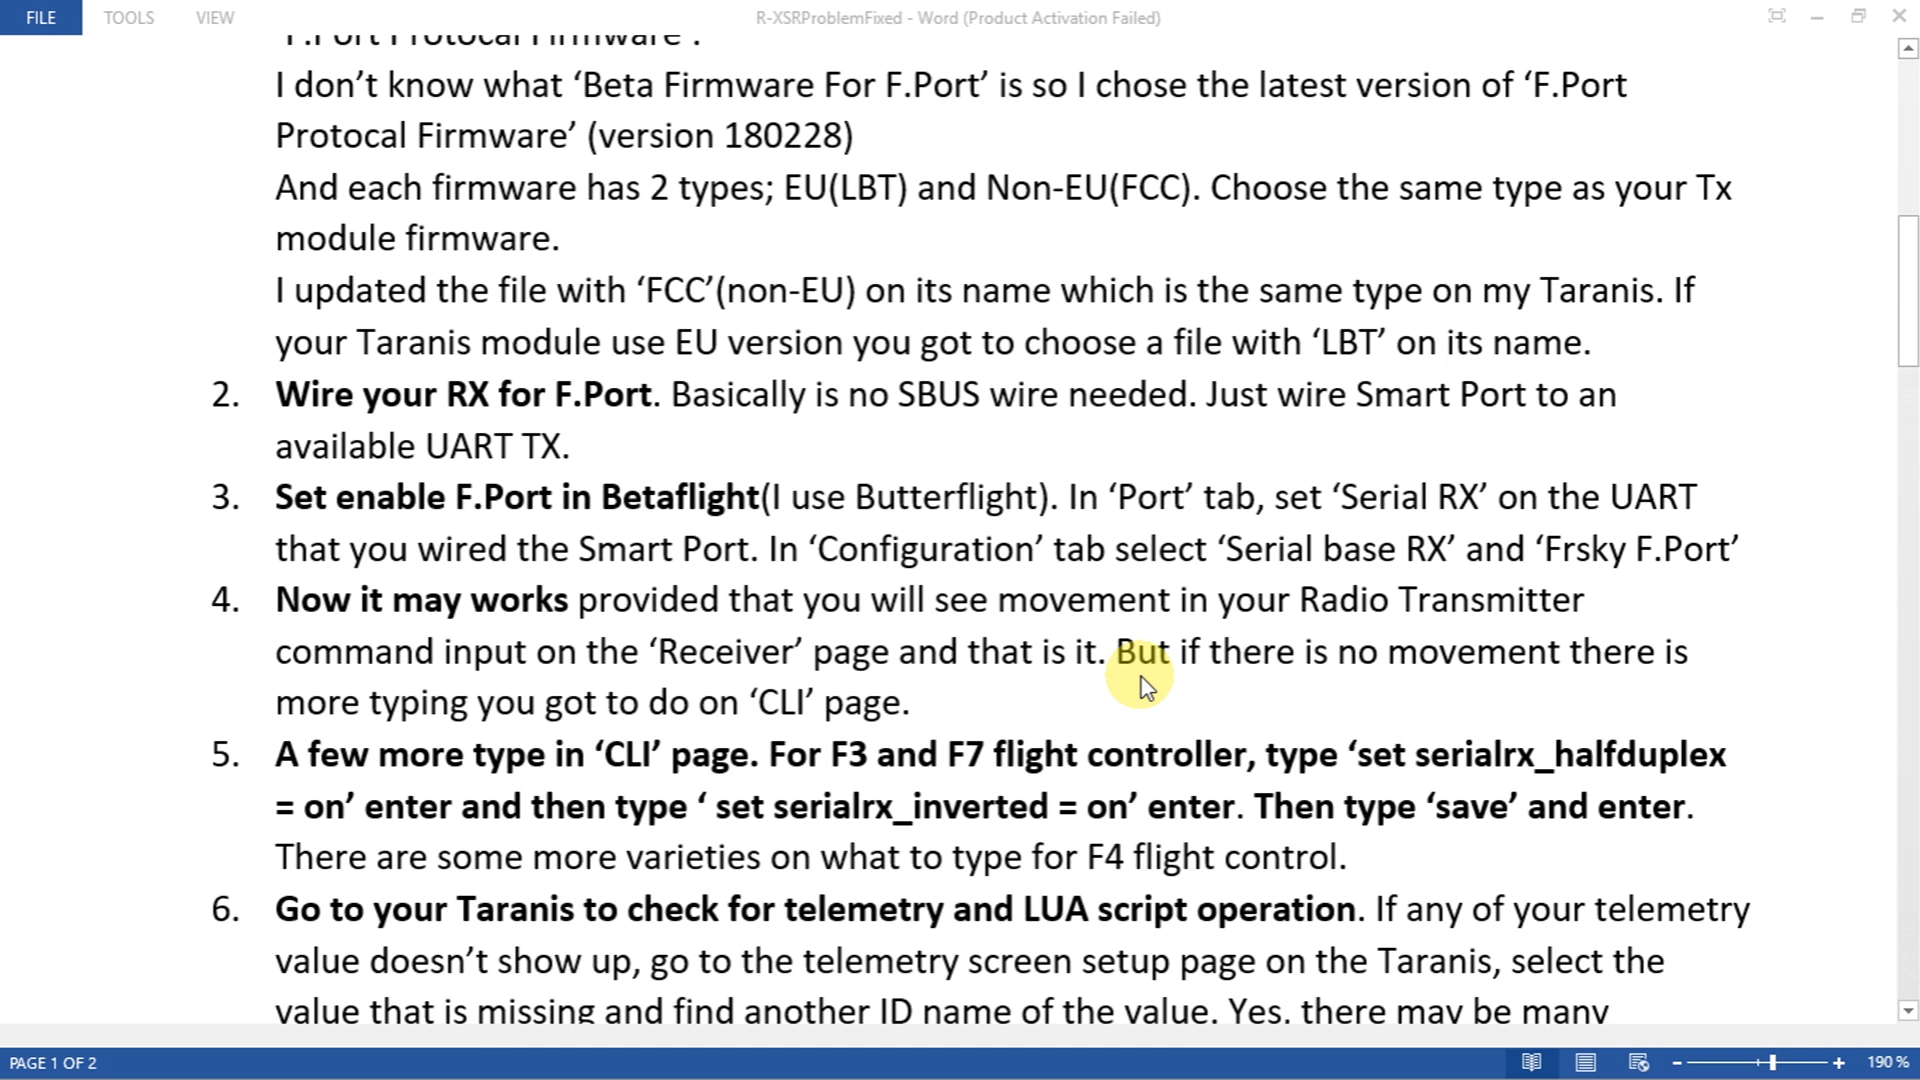 FILE TOOLS VIEW R-XSRProblemFixed - Word (Product Activation Failed)
'F.Port Protocal Firmware'.
I don't know what 'Beta Firmware For F.Port' is so I chose the latest version of 'F.Port
Protocal Firmware' (version 180228)
And each firmware has 2 types; EU(LBT) and Non-EU(FCC). Choose the same type as your Tx
module firmware.
I updated the file with 'FCC'(non-EU) on its name which is the same type on my Taranis. If
your Taranis module use EU version you got to choose a file with 'LBT' on its name.
2. Wire your RX for F.Port. Basically is no SBUS wire needed. Just wire Smart Port to an
available UART TX.
3. Set enable F.Port in Betaflight(I use Butterflight). In 'Port' tab, set 'Serial RX' on the UART
that you wired the Smart Port. In 'Configuration' tab select 'Serial base RX' and 'Frsky F.Port'
4. Now it may works provided that you will see movement in your Radio Transmitter
command input on the 'Receiver' page and that is it. But if there is no movement there is
more typing you got to do on 'CLI' page.
5. A few more type in 'CLI' page. For F3 and F7 flight controller, type 'set serialrx_halfduplex
= on' enter and then type ' set serialrx_inverted = on' enter. Then type 'save' and enter.
There are some more varieties on what to type for F4 flight control.
6. Go to your Taranis to check for telemetry and LUA script operation. If any of your telemetry
value doesn't show up, go to the telemetry screen setup page on the Taranis, select the
value that is missing and find another ID name of the value. Yes, there may be many
PAGE 1 OF 2 190 %